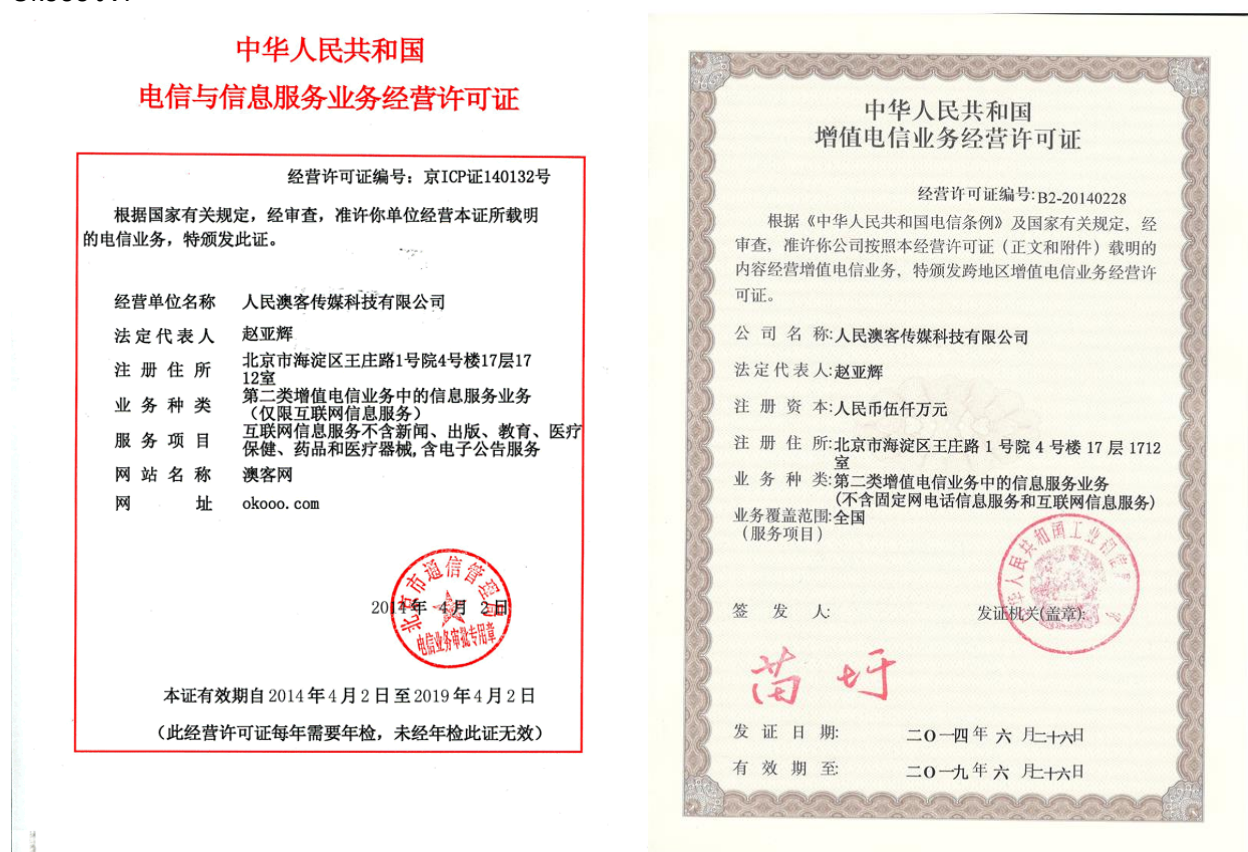 中华人民共和国
电信与信息服务业务经营许可证
经营许可证编号：京ICP证140132号
根据国家有关规定，经审查，准许你单位经营本证所载明
的电信业务，特颁发此证。
经营单位名称 人民澳客传媒科技有限公司
法定代表人 赵亚辉
注册住所 北京市海淀区王庄路1号院4号楼17层17
12室
业务种类 第二类增值电信业务中的信息服务业务
（仅限互联网信息服务）
服务项目 互联网信息服务不含新闻、出版、教育、医疗
保健、药品和医疗器械,含电子公告服务
网站名称 澳客网
网址 okooo.com
2014年 4月 2日
北京市通信管理局
电信业务审批专用章
本证有效期自2014年4月2日至2019年4月2日
（此经营许可证每年需要年检，未经年检此证无效）
中华人民共和国
增值电信业务经营许可证
经营许可证编号:B2-20140228
根据《中华人民共和国电信条例》及国家有关规定，经
审查，准许你公司按照本经营许可证（正文和附件）载明的
内容经营增值电信业务，特颁发跨地区增值电信业务经营许
可证。
公司名称:人民澳客传媒科技有限公司
法定代表人:赵亚辉
注册资本:人民币伍仟万元
注册住所:北京市海淀区王庄路 1 号院 4 号楼 17 层 1712
室
业务种类:第二类增值电信业务中的信息服务业务
(不含固定网电话信息服务和互联网信息服务)
业务覆盖范围:全国
（服务项目）
签发人: 发证机关(盖章):
苗圩
发证日期: 二O一四年六月二十六日
有效期至: 二O一九年六月二十六日